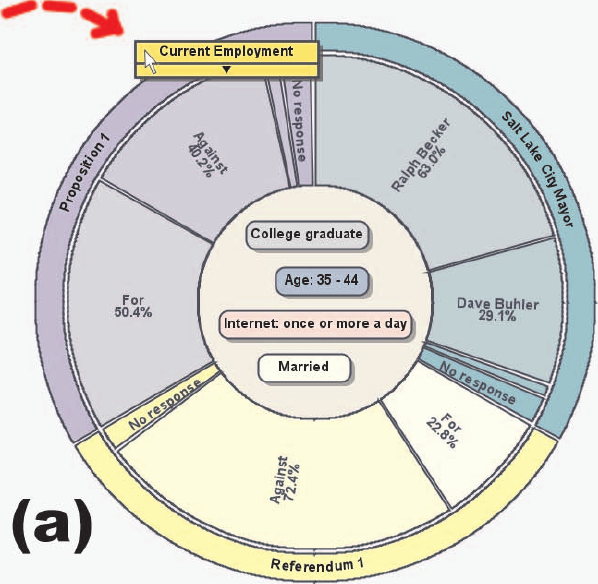 Current Employment
Proposition 1
Against
40.2%
No response
Ralph Becker
63.0%
Salt Lake City Mayor
College graduate
Age: 35 - 44
Internet: once or more a day
Married
For
50.4%
Dave Buhler
29.1%
No response
No response
For
22.8%
Against
72.4%
Referendum 1
(a)